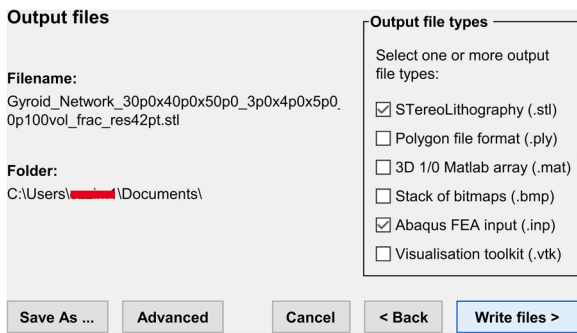 Output files
Filename:
Gyroid_Network_30p0x40p0x50p0_3p0x4p0x5p0_
0p100vol_frac_res42pt.stl
Folder:
C:\Users\ \Documents\
Output file types
Select one or more output
file types:
STereoLithography (.stl)
Polygon file format (.ply)
3D 1/0 Matlab array (.mat)
Stack of bitmaps (.bmp)
Abaqus FEA input (.inp)
Visualisation toolkit (.vtk)
Save As ...
Advanced
Cancel
< Back
Write files >